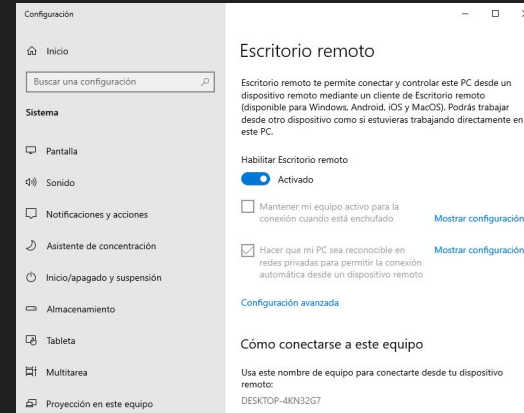 Configuración
Inicio
Buscar una configuración
Sistema
Pantalla
Sonido
Notificaciones y acciones
Asistente de concentración
Inicio/apagado y suspensión
Almacenamiento
Tableta
Multitarea
Proyección en este equipo
Escritorio remoto
Escritorio remoto te permite conectar y controlar este PC desde un
dispositivo remoto mediante un cliente de Escritorio remoto
(disponible para Windows, Android, iOS y MacOS). Podrás trabajar
desde otro dispositivo como si estuvieras trabajando directamente en
este PC.
Habilitar Escritorio remoto
Activado
Mantener mi equipo activo para la
conexión cuando está enchufado Mostrar configuración
Hacer que mi PC sea reconocible en Mostrar configuración
redes privadas para permitir la conexión
automática desde un dispositivo remoto
Configuración avanzada
Cómo conectarse a este equipo
Usa este nombre de equipo para conectarte desde tu dispositivo
remoto:
DESKTOP-4KN32G7